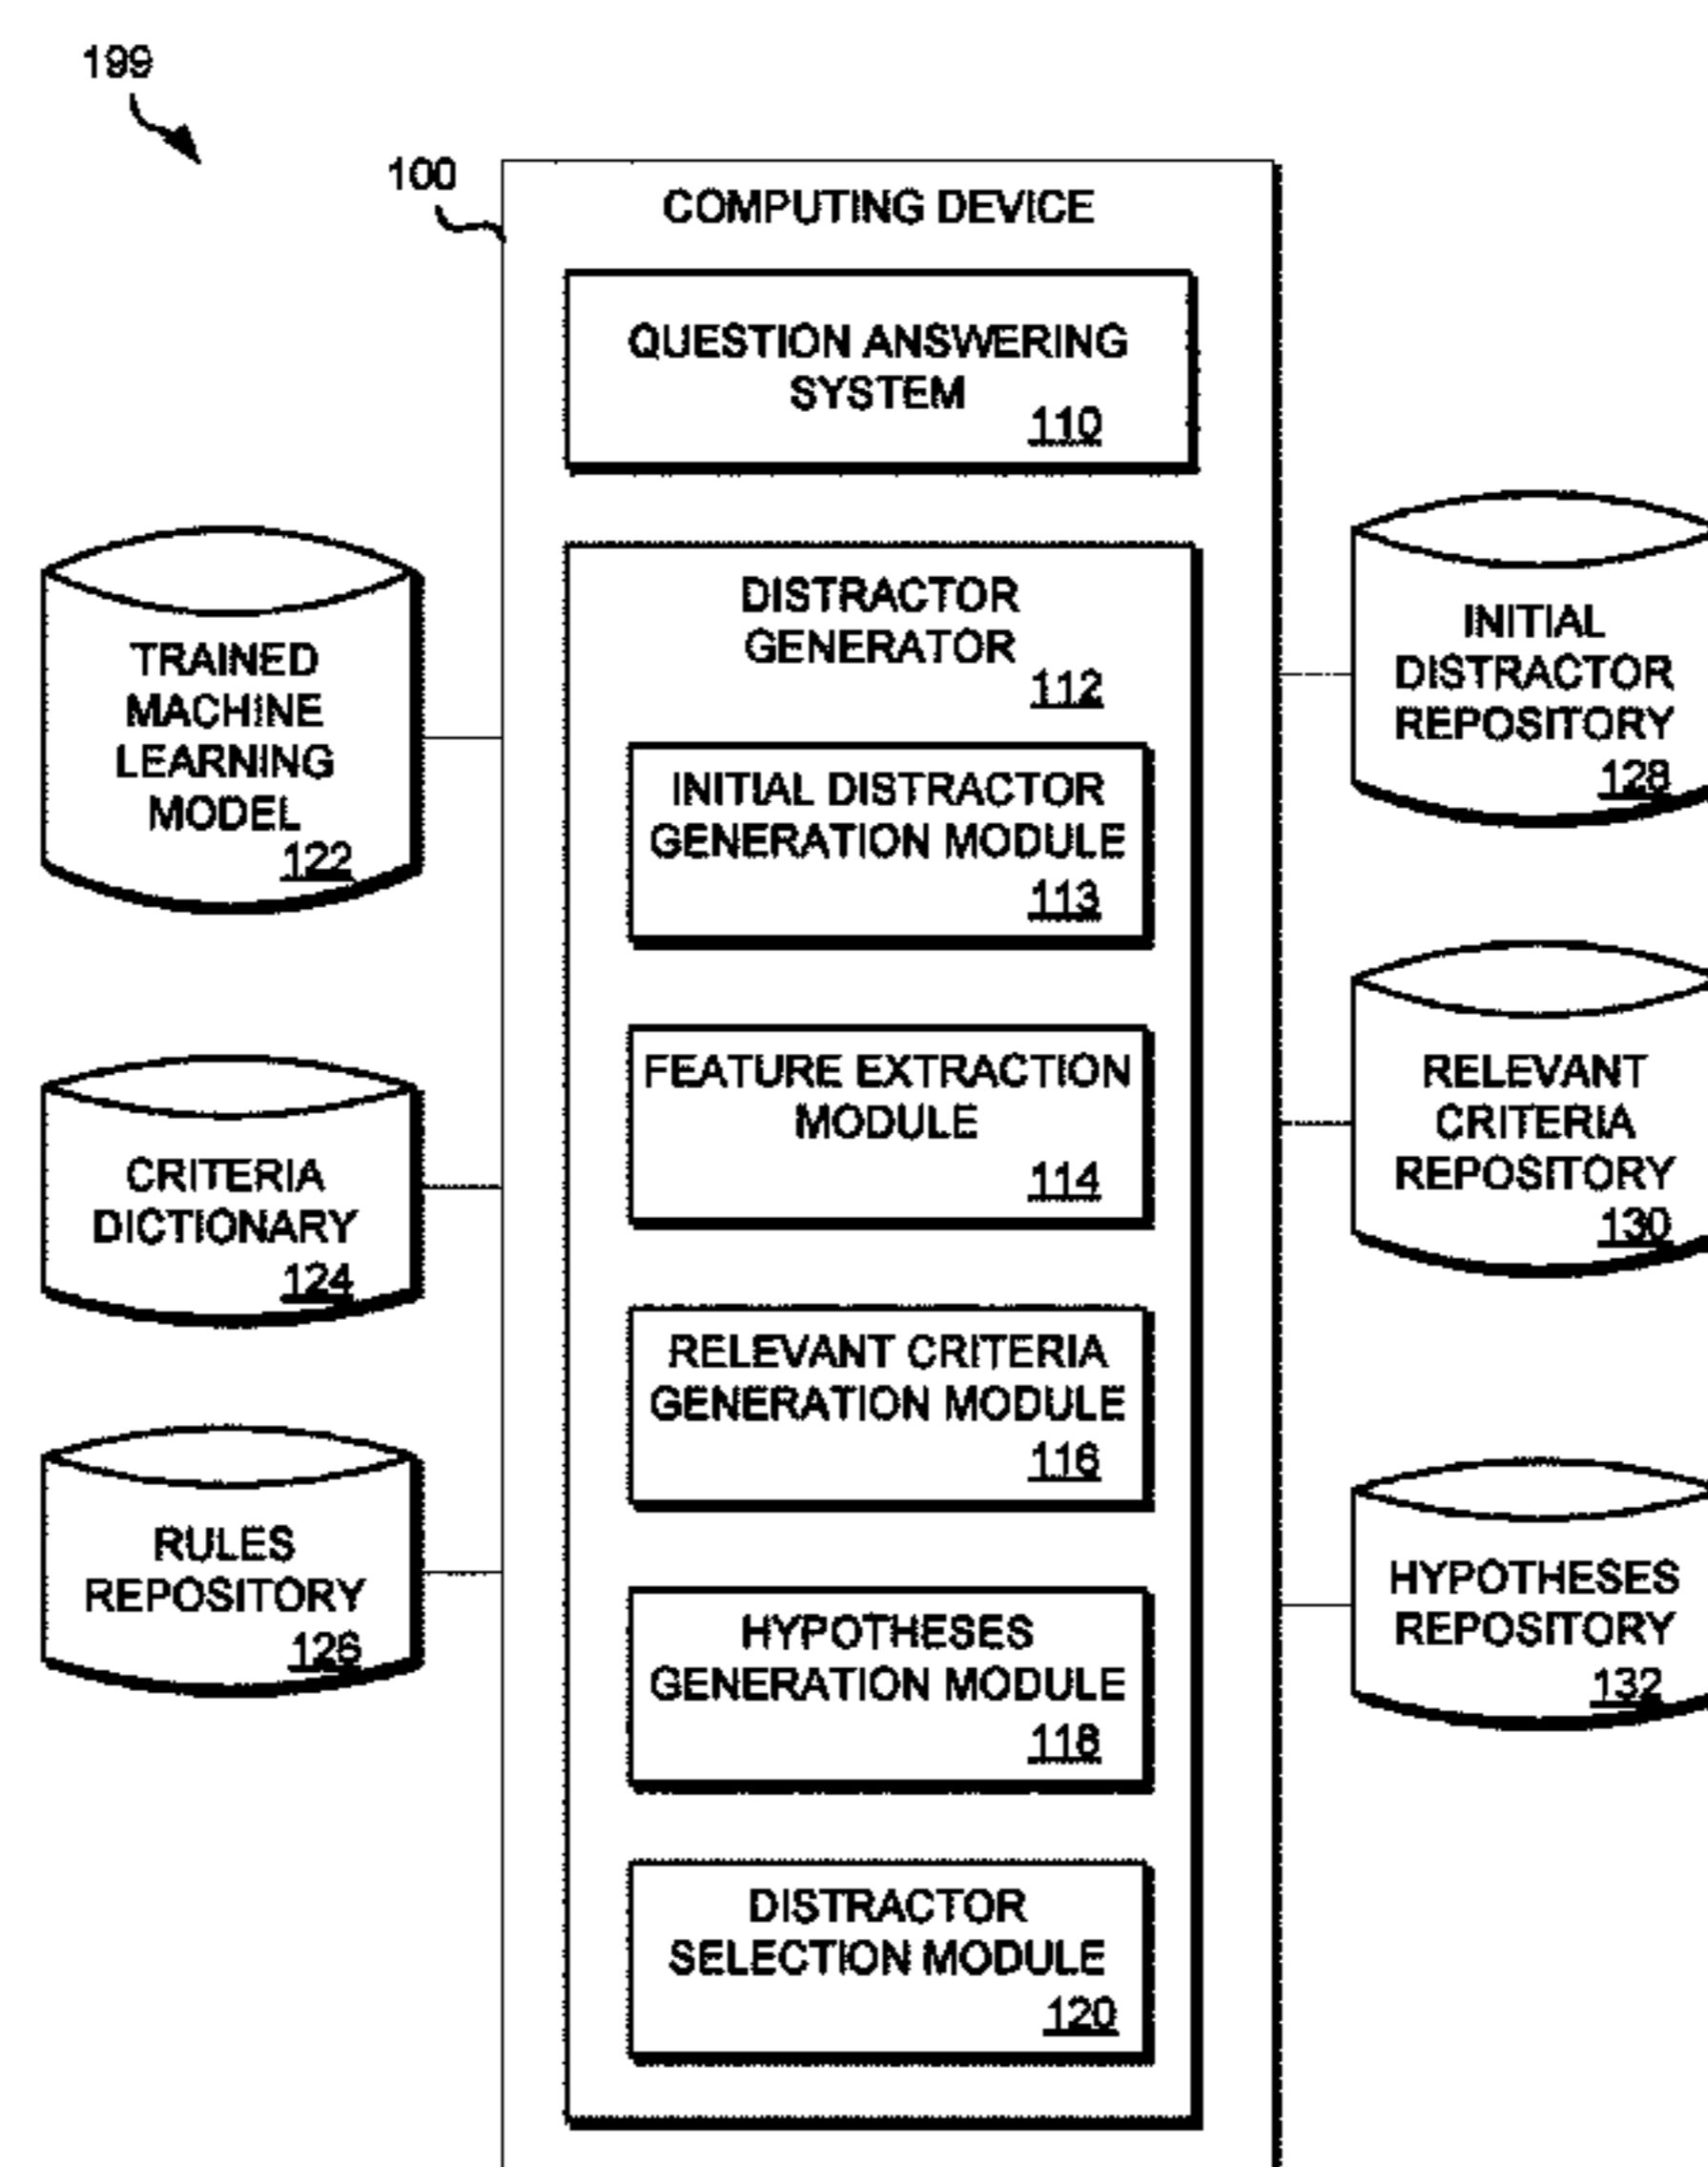 199
100
COMPUTING DEVICE
QUESTION ANSWERING
SYSTEM
110
DISTRACTOR
GENERATOR
112
INITIAL DISTRACTOR
GENERATION MODULE
113
FEATURE EXTRACTION
MODULE
114
RELEVANT CRITERIA
GENERATION MODULE
116
HYPOTHESES
GENERATION MODULE
118
DISTRACTOR
SELECTION MODULE
120
TRAINED
MACHINE
LEARNING
MODEL
122
CRITERIA
DICTIONARY
124
RULES
REPOSITORY
126
INITIAL
DISTRACTOR
REPOSITORY
128
RELEVANT
CRITERIA
REPOSITORY
130
HYPOTHESES
REPOSITORY
132